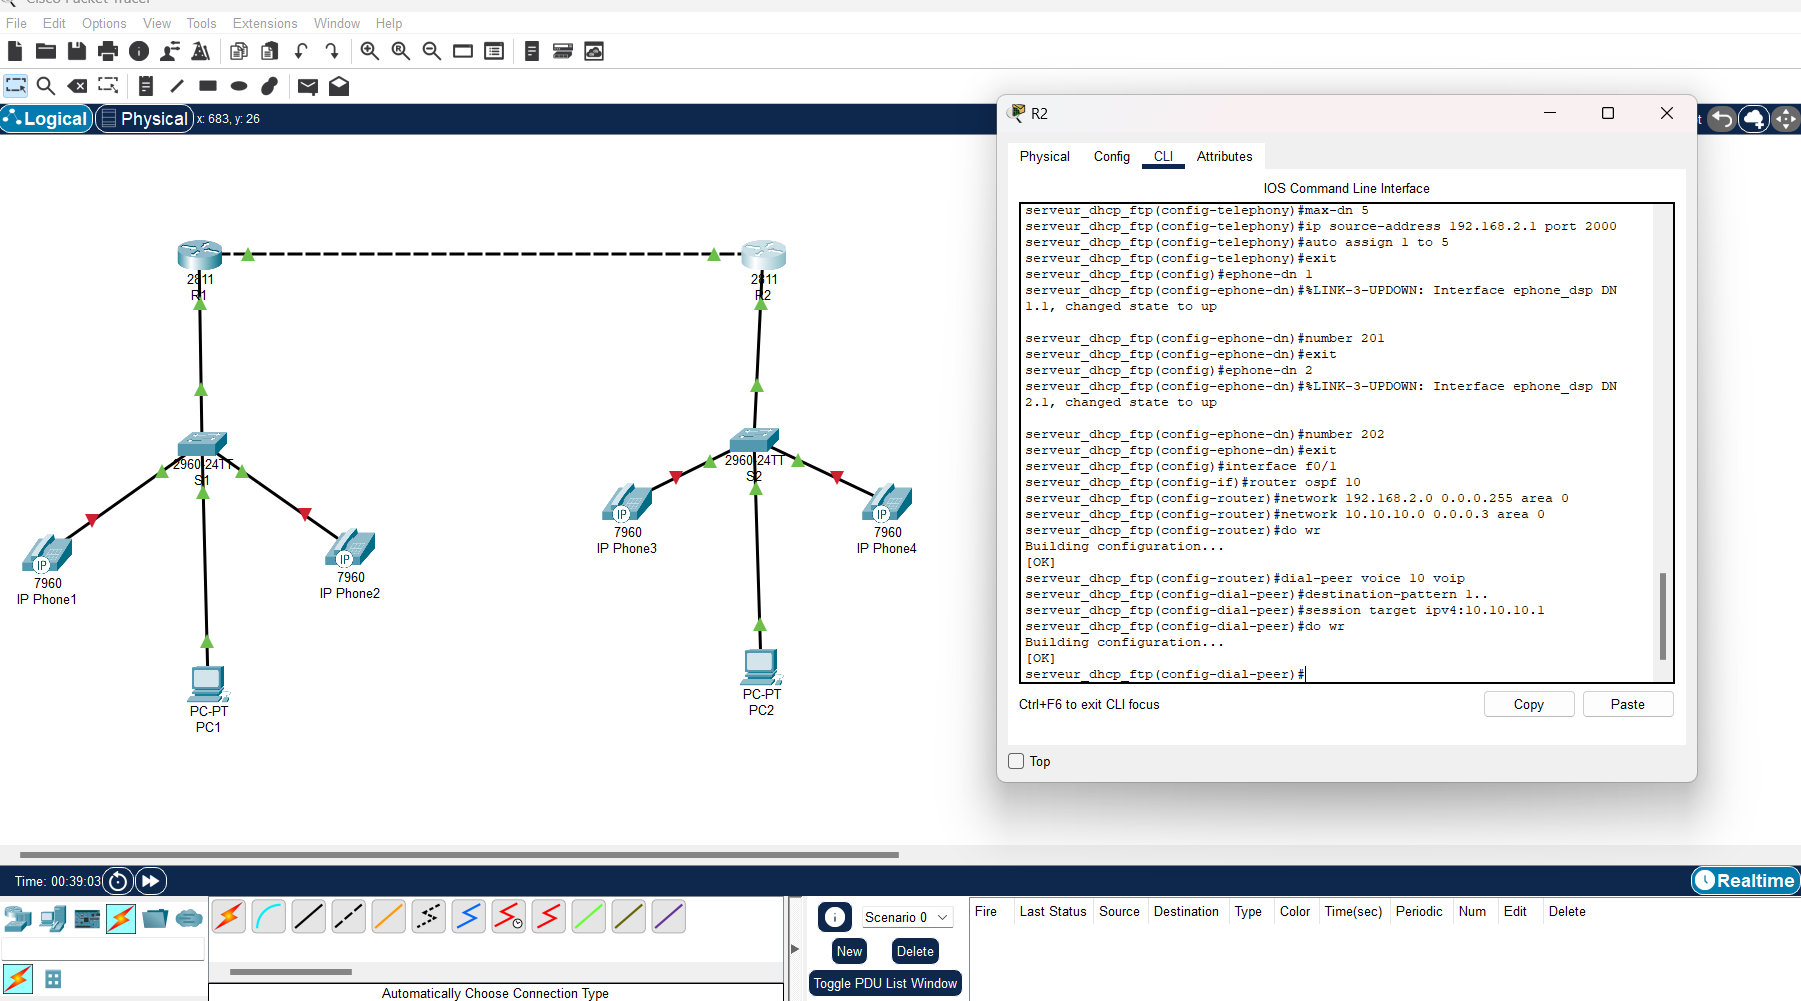 Cisco Packet Tracer
File Edit Options View Tools Extensions Window Help
Logical Physical x: 683, y: 26
R2
Physical Config CLI Attributes
IOS Command Line Interface
serveur_dhcp_ftp(config-telephony)#max-dn 5
serveur_dhcp_ftp(config-telephony)#ip source-address 192.168.2.1 port 2000
serveur_dhcp_ftp(config-telephony)#auto assign 1 to 5
serveur_dhcp_ftp(config-telephony)#exit
serveur_dhcp_ftp(config)#ephone-dn 1
serveur_dhcp_ftp(config-ephone-dn)#%LINK-3-UPDOWN: Interface ephone_dsp DN
1.1, changed state to up
serveur_dhcp_ftp(config-ephone-dn)#number 201
serveur_dhcp_ftp(config-ephone-dn)#exit
serveur_dhcp_ftp(config)#ephone-dn 2
serveur_dhcp_ftp(config-ephone-dn)#%LINK-3-UPDOWN: Interface ephone_dsp DN
2.1, changed state to up
serveur_dhcp_ftp(config-ephone-dn)#number 202
serveur_dhcp_ftp(config-ephone-dn)#exit
serveur_dhcp_ftp(config)#interface f0/1
serveur_dhcp_ftp(config-if)#router ospf 10
serveur_dhcp_ftp(config-router)#network 192.168.2.0 0.0.0.255 area 0
serveur_dhcp_ftp(config-router)#network 10.10.10.0 0.0.0.3 area 0
serveur_dhcp_ftp(config-router)#do wr
Building configuration...
[OK]
serveur_dhcp_ftp(config-router)#dial-peer voice 10 voip
serveur_dhcp_ftp(config-dial-peer)#destination-pattern 1..
serveur_dhcp_ftp(config-dial-peer)#session target ipv4:10.10.10.1
serveur_dhcp_ftp(config-dial-peer)#do wr
Building configuration...
[OK]
serveur_dhcp_ftp(config-dial-peer)#
Ctrl+F6 to exit CLI focus
Copy Paste
Top
2811
R1
2811
R2
2960-24TT
S1
2960-24TT
S2
IP
7960
IP Phone1
IP
7960
IP Phone2
IP
7960
IP Phone3
IP
7960
IP Phone4
PC-PT
PC1
PC-PT
PC2
Time: 00:39:03
Realtime
Automatically Choose Connection Type
Scenario 0
New Delete
Toggle PDU List Window
Fire Last Status Source Destination Type Color Time(sec) Periodic Num Edit Delete